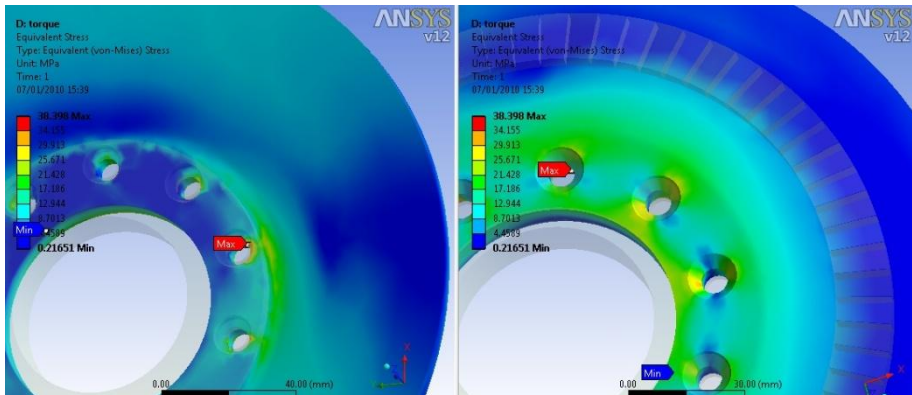 D: torque
Equivalent Stress
Type: Equivalent (von-Mises) Stress
Unit: MPa
Time: 1
07/01/2010 15:39
ANSYS
v12
38.398 Max
34.155
29.913
25.671
21.428
17.186
12.944
8.7013
4.4589
0.21651 Min
Max
Min
0.00
40.00 (mm)
X
D: torque
Equivalent Stress
Type: Equivalent (von-Mises) Stress
Unit: MPa
Time: 1
07/01/2010 15:39
ANSYS
v12
38.398 Max
34.155
29.913
25.671
21.428
17.186
12.944
8.7013
4.4589
0.21651 Min
Max
Min
0.00
30.00 (mm)
X